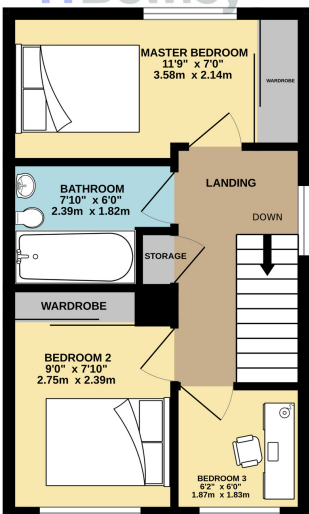 MASTER BEDROOM
11'9" x 7'0"
3.58m x 2.14m
WARDROBE
BATHROOM
7'10" x 6'0"
2.39m x 1.82m
LANDING
DOWN
STORAGE
WARDROBE
BEDROOM 2
9'0" x 7'10"
2.75m x 2.39m
BEDROOM 3
6'2" x 6'0"
1.87m x 1.83m